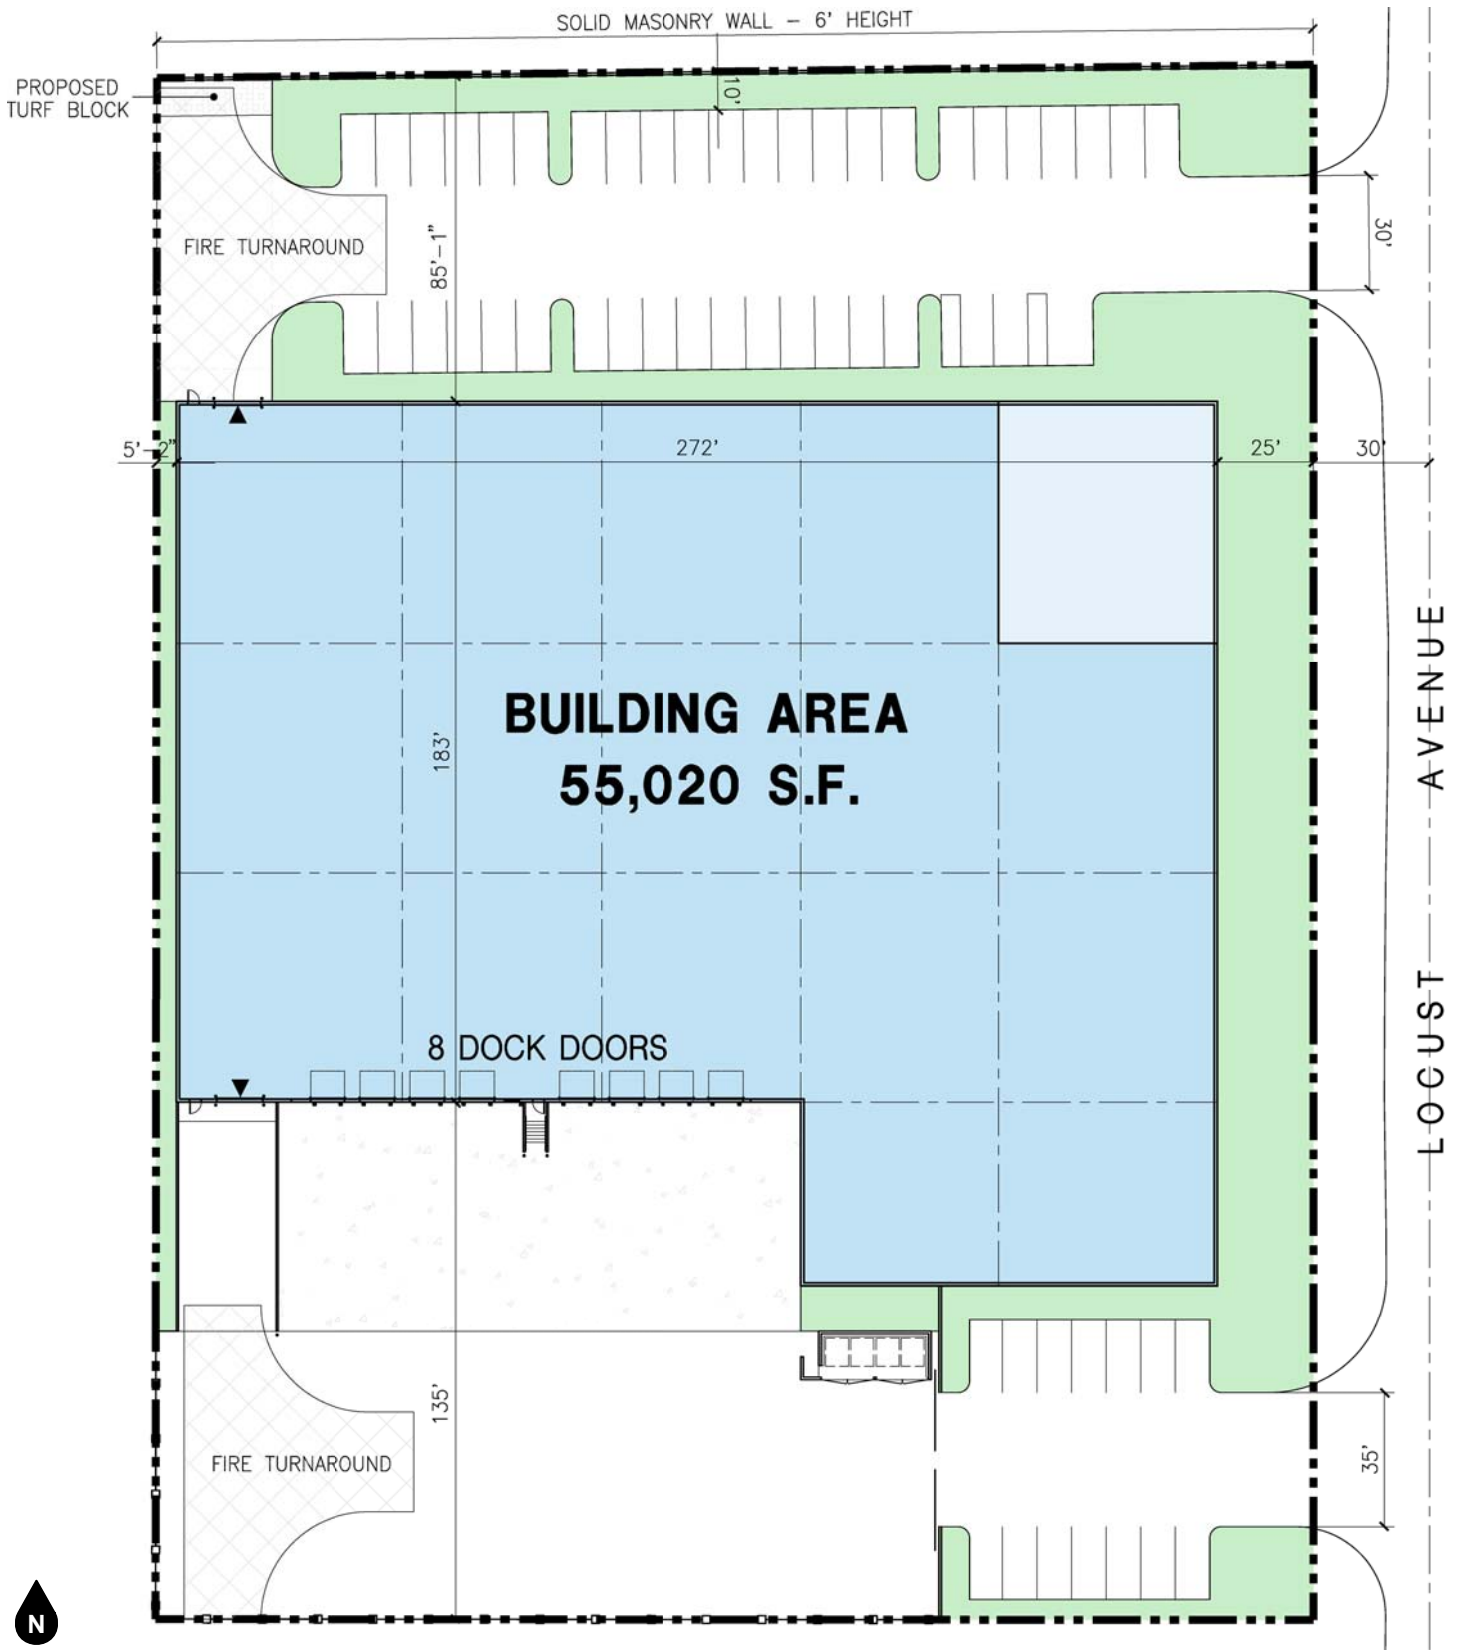 SOLID MASONRY WALL – 6' HEIGHT
PROPOSED
TURF BLOCK
10'
FIRE TURNAROUND
85'–1"
30'
5'–2"
272'
25'
30'
BUILDING AREA
55,020 S.F.
183'
LOCUST AVENUE
8 DOCK DOORS
135'
FIRE TURNAROUND
35'
N